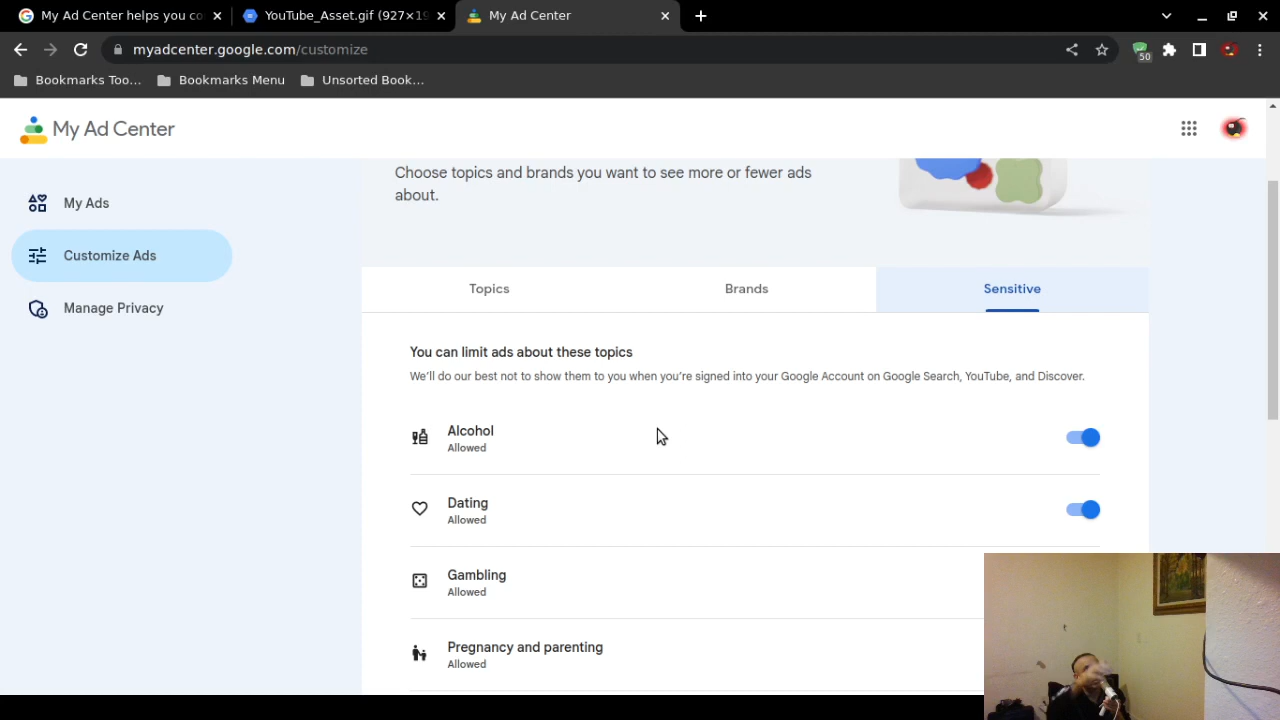 My Ad Center helps you co
YouTube_Asset.gif (927×19
My Ad Center
myadcenter.google.com/customize
50
Bookmarks Too...
Bookmarks Menu
Unsorted Book...
My Ad Center
Choose topics and brands you want to see more or fewer ads
about.
My Ads
Customize Ads
Manage Privacy
Topics
Brands
Sensitive
You can limit ads about these topics
We'll do our best not to show them to you when you're signed into your Google Account on Google Search, YouTube, and Discover.
Alcohol
Allowed
Dating
Allowed
Gambling
Allowed
Pregnancy and parenting
Allowed